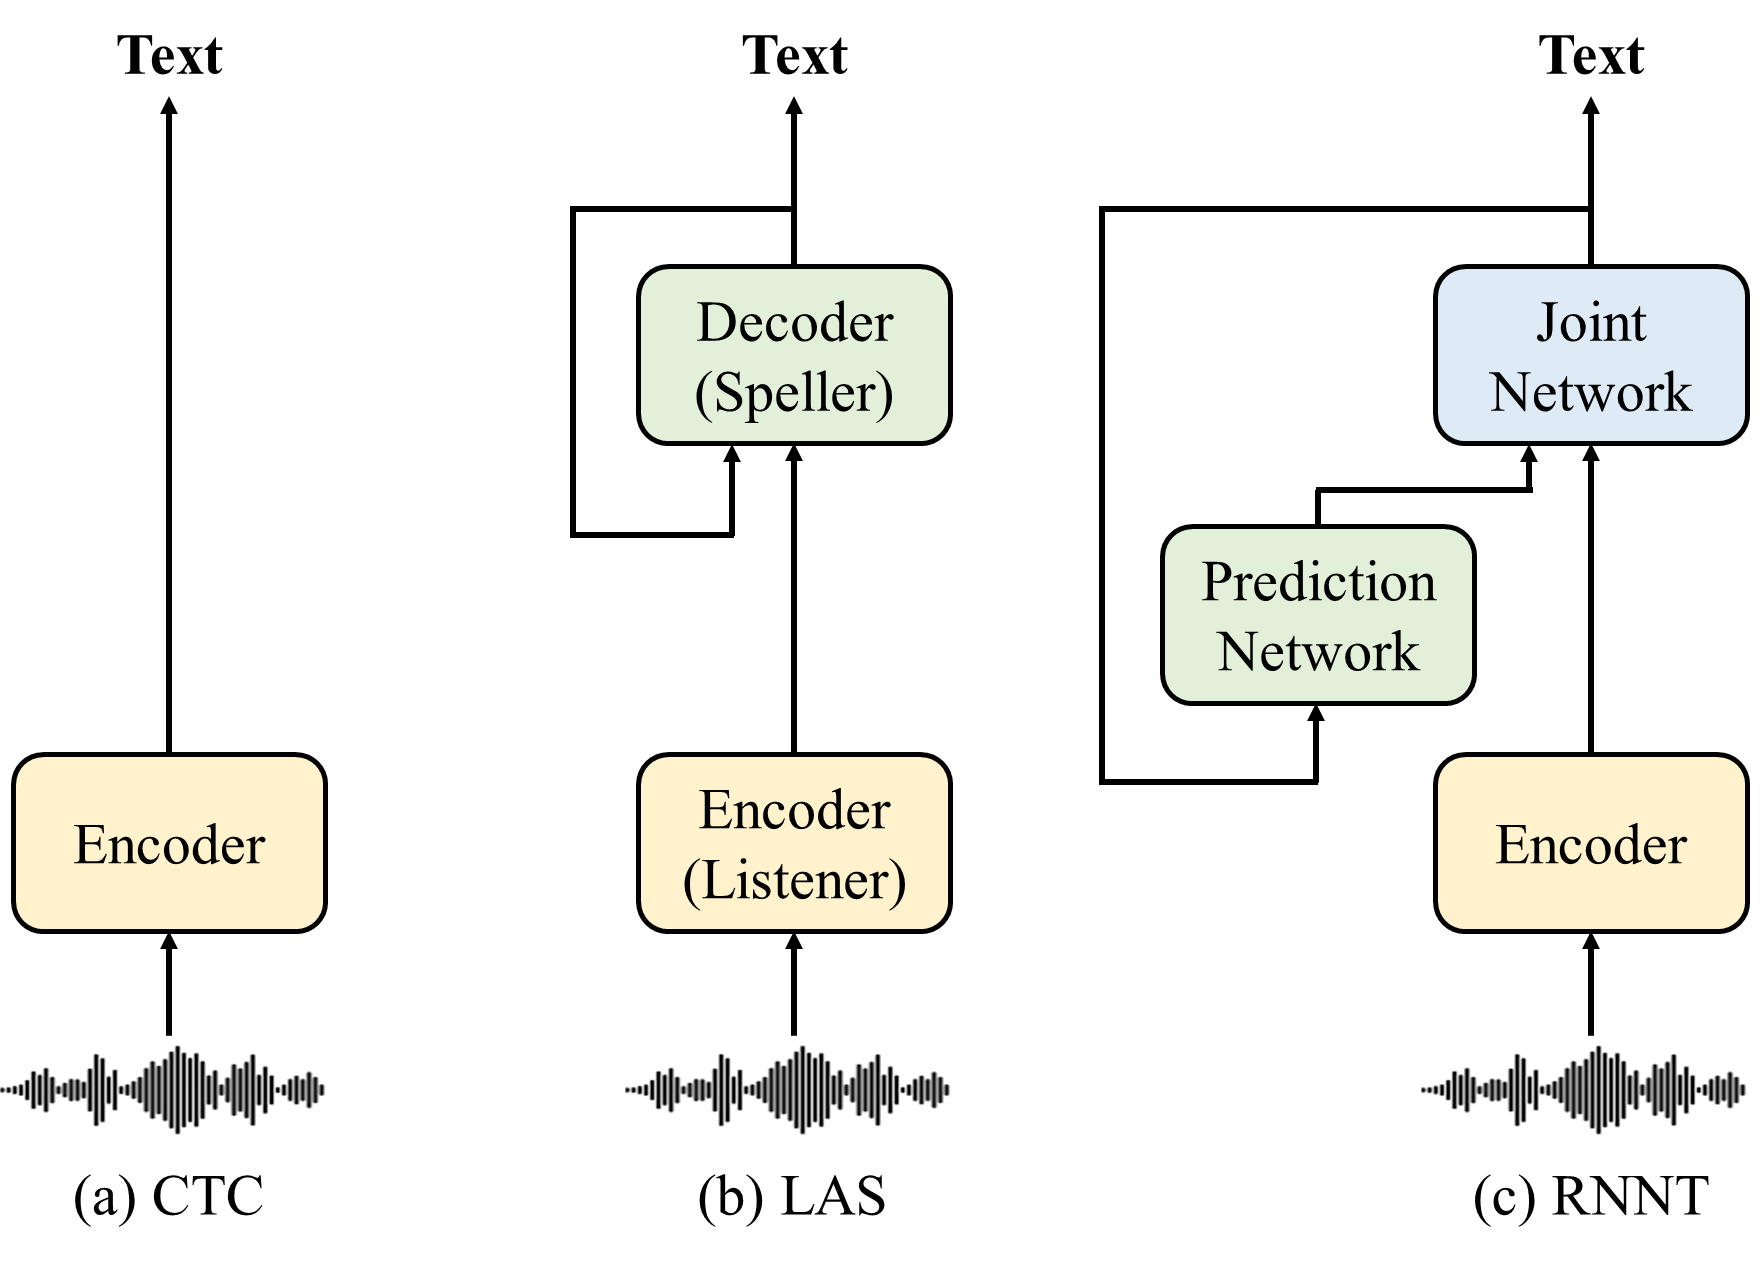 Text
Encoder
(a) CTC
Text
Decoder
(Speller)
Encoder
(Listener)
(b) LAS
Text
Joint
Network
Prediction
Network
Encoder
(c) RNNT